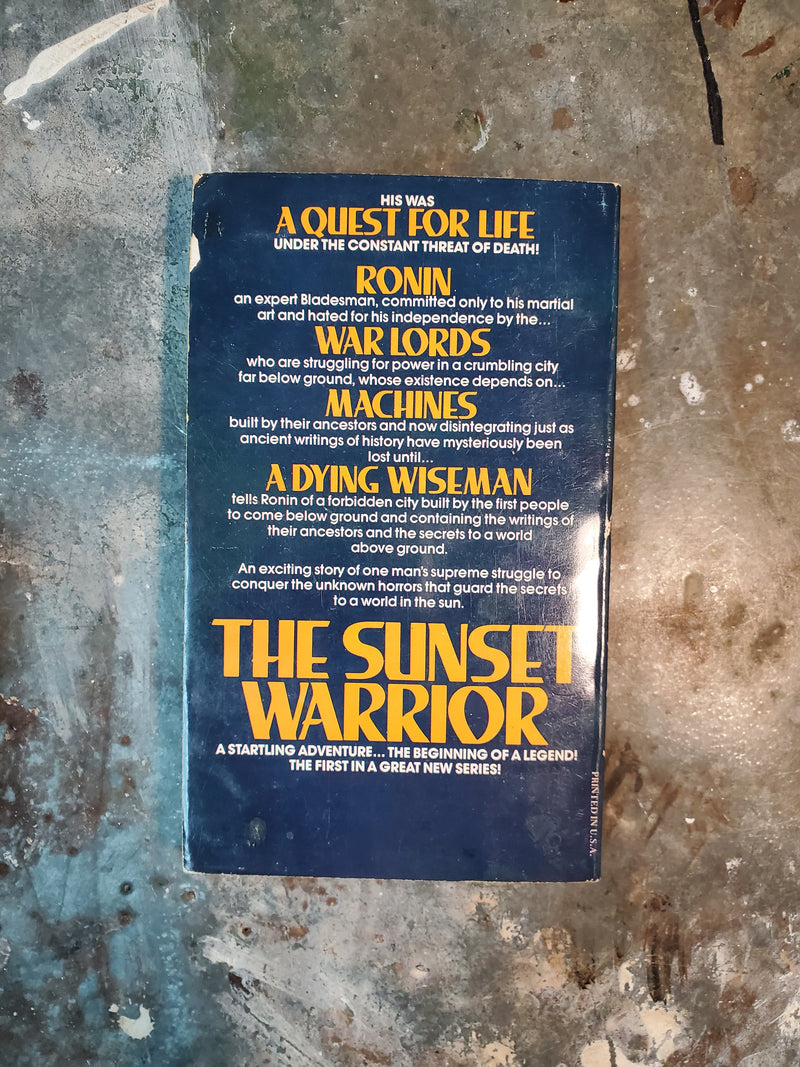 HIS WAS
A QUEST FOR LIFE
UNDER THE CONSTANT THREAT OF DEATH!
RONIN
an expert Bladesman, committed only to his martial
art and hated for his independence by the...
WAR LORDS
who are struggling for power in a crumbling city
far below ground, whose existence depends on...
MACHINES
built by their ancestors and now disintegrating just as
ancient writings of history have mysteriously been
lost until...
A DYING WISEMAN
tells Ronin of a forbidden city built by the first people
to come below ground and containing the writings of
their ancestors and the secrets to a world
above ground.
An exciting story of one man's supreme struggle to
conquer the unknown horrors that guard the secrets
to a world in the sun.
THE SUNSET
WARRIOR
A STARTLING ADVENTURE... THE BEGINNING OF A LEGEND!
THE FIRST IN A GREAT NEW SERIES!
PRINTED IN U.S.A.